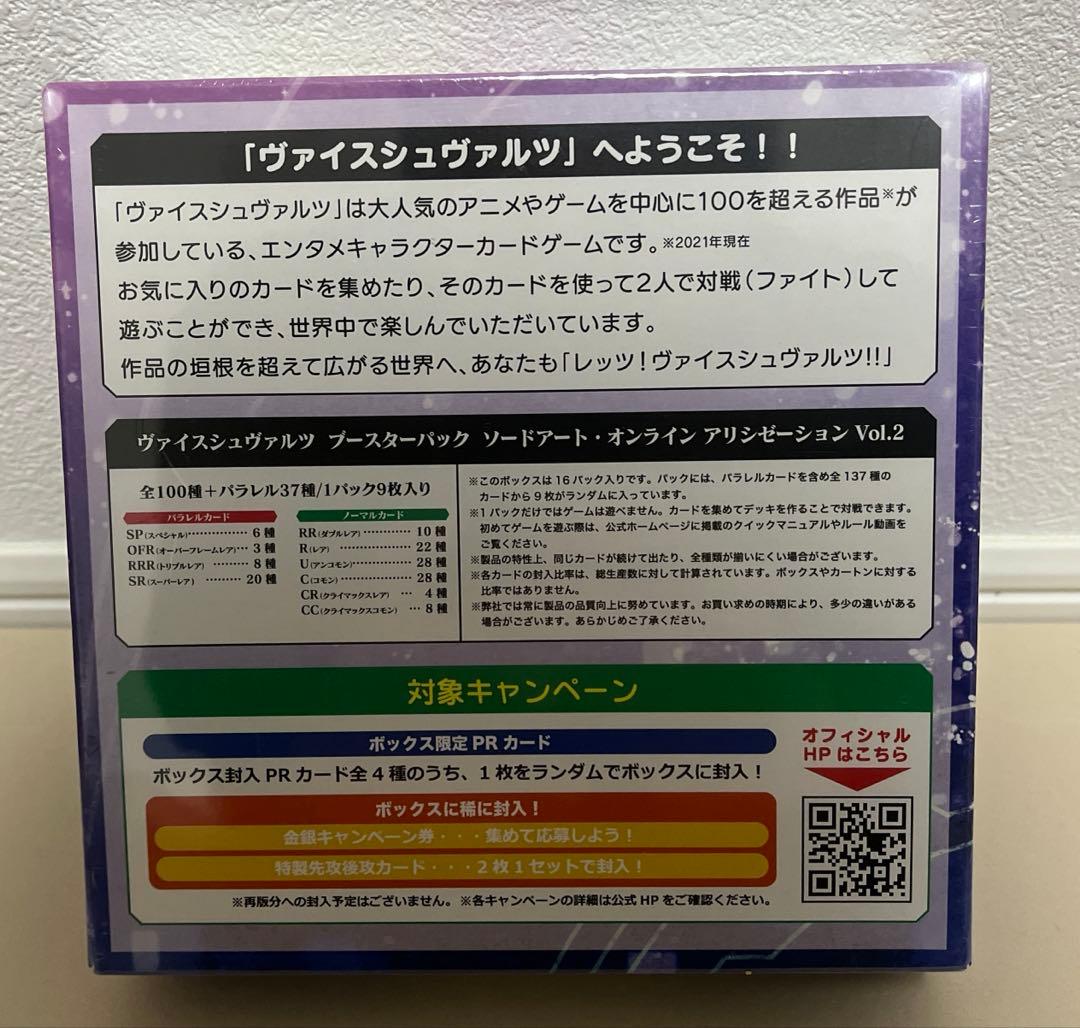 「ヴァイスシュヴァルツ」へようこそ！！
「ヴァイスシュヴァルツ」は大人気のアニメやゲームを中心に100を超える作品※が
参加している、エンタメキャラクターカードゲームです。※2021年現在
お気に入りのカードを集めたり、そのカードを使って2人で対戦（ファイト）して
遊ぶことができ、世界中で楽しんでいただいています。
作品の垣根を超えて広がる世界へ、あなたも「レッツ！ヴァイスシュヴァルツ!!」
ヴァイスシュヴァルツ ブースターパック ソードアート・オンライン アリシゼーション Vol.2
全100種＋パラレル37種/1パック9枚入り
パラレルカード
SP(スペシャル)………………6種
OFR(オーバーフレームレア)…3種
RRR(トリプルレア)………8種
SR(スーパーレア)………20種
ノーマルカード
RR(ダブルレア)…………10種
R(レア)………………22種
U(アンコモン)…………28種
C(コモン)………………28種
CR(クライマックスレア)…4種
CC(クライマックスコモン)…8種
※このボックスは16パック入りです。パックには、パラレルカードを含め全137種の
カードから9枚がランダムに入っています。
※1パックだけではゲームは遊べません。カードを集めてデッキを作ることで対戦できます。
初めてゲームを遊ぶ際は、公式ホームページに掲載のクイックマニュアルやルール動画を
ご覧ください。
※製品の特性上、同じカードが続けて出たり、全種類が揃いにくい場合がございます。
※各カードの封入比率は、総生産数に対して計算されています。ボックスやカートンに対する
比率ではありません。
※弊社では常に製品の品質向上に努めています。お買い求めの時期により、多少の違いがある
場合がございます。あらかじめご了承ください。
対象キャンペーン
ボックス限定PRカード
ボックス封入PRカード全4種のうち、1枚をランダムでボックスに封入！
ボックスに稀に封入！
金銀キャンペーン券・・・集めて応募しよう！
特製先攻後攻カード・・・2枚1セットで封入！
※再版分への封入予定はございません。※各キャンペーンの詳細は公式HPをご確認ください。
オフィシャル
HPはこちら